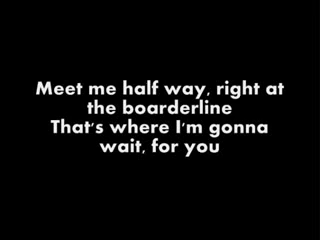 Meet me half way, right at
the boarderline
That's where I'm gonna
wait, for you